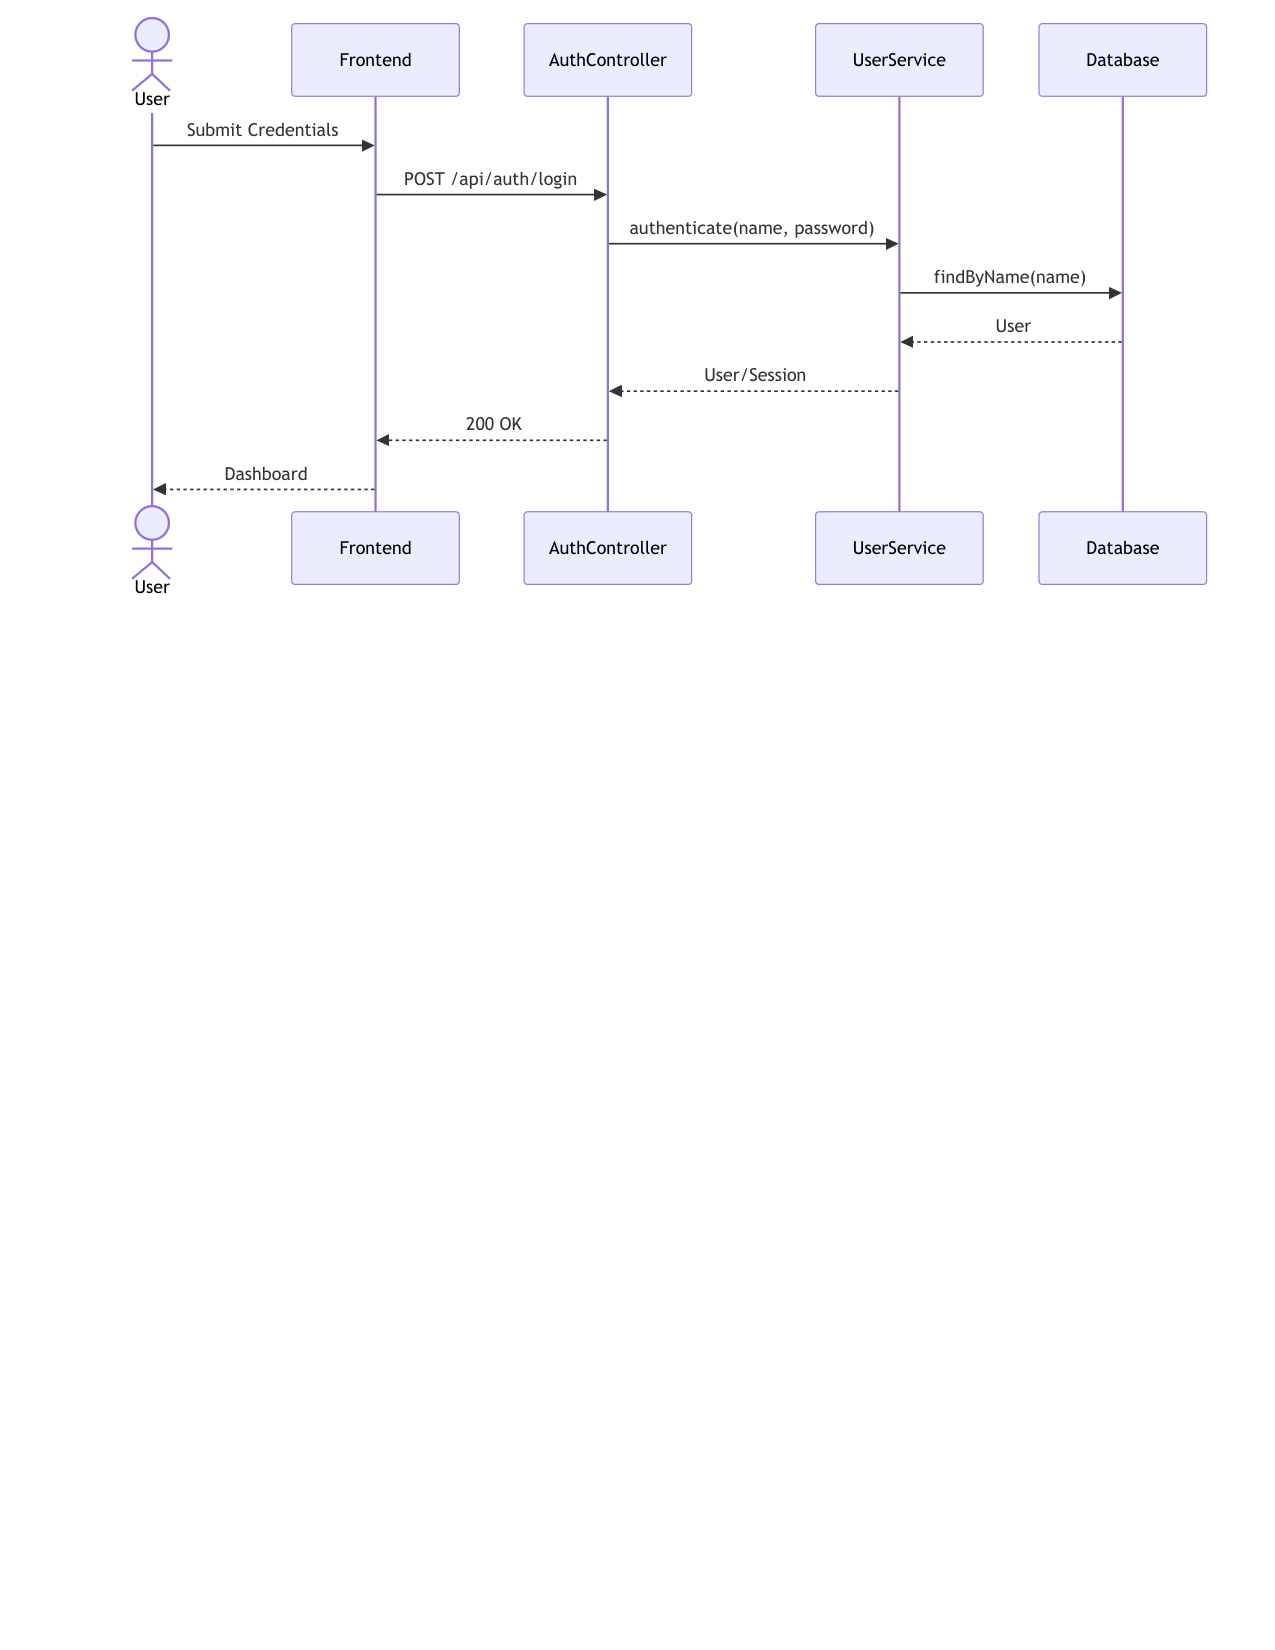 User
Frontend
AuthController
UserService
Database
Submit Credentials
POST /api/auth/login
authenticate(name, password)
findByName(name)
User
User/Session
200 OK
Dashboard
User
Frontend
AuthController
UserService
Database